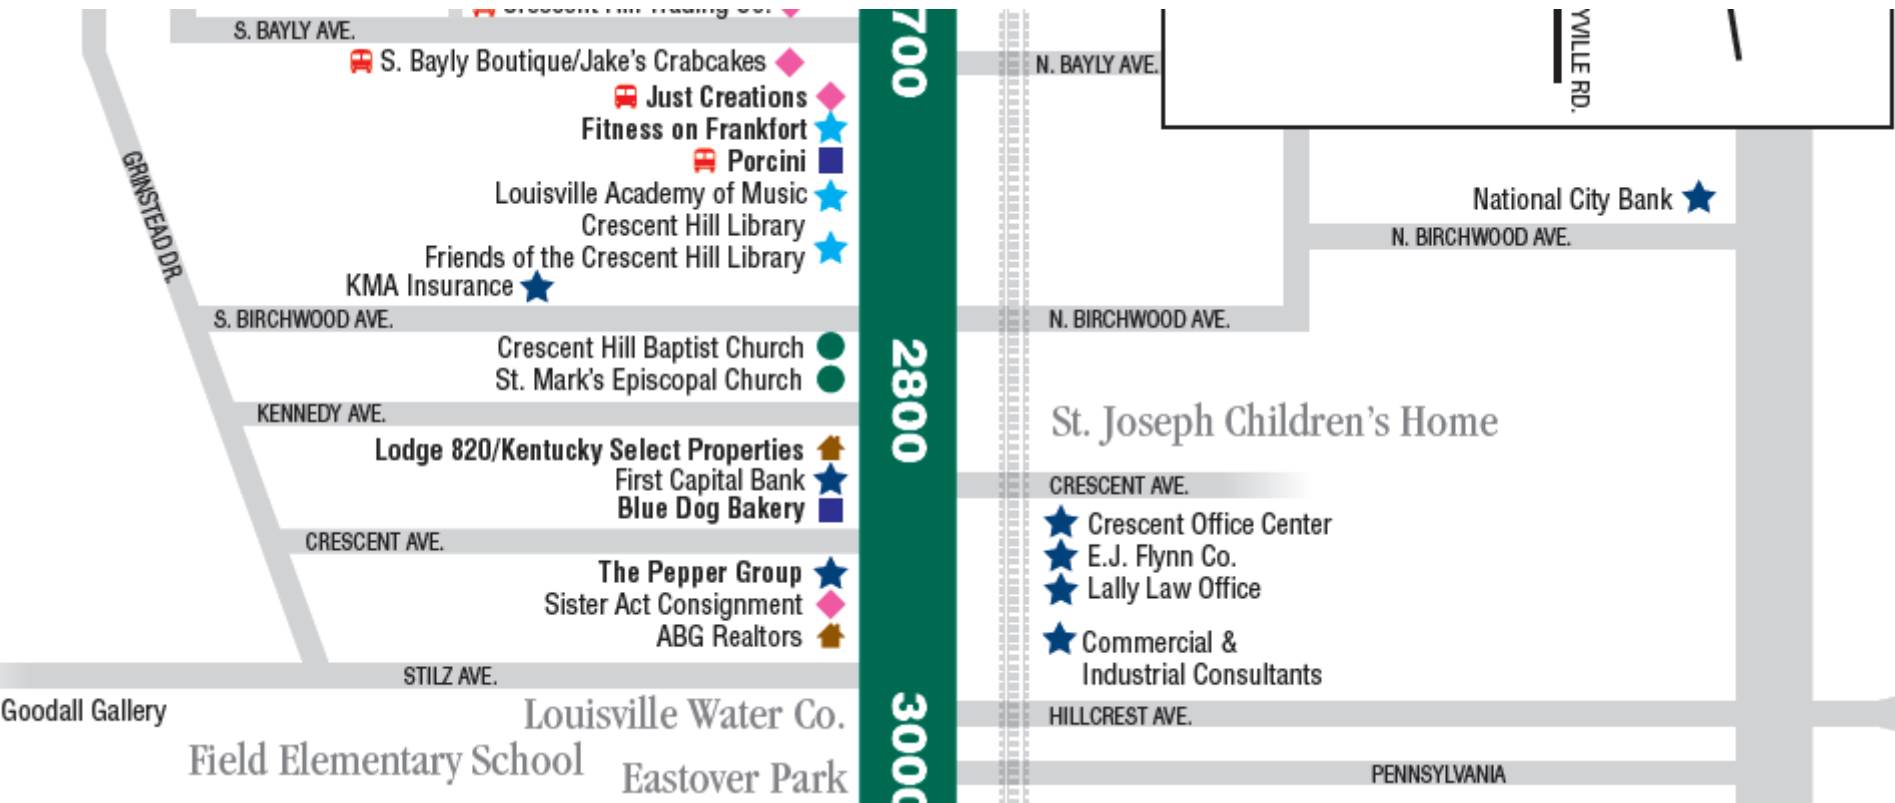 Crescent Hill Trading Co.
S. BAYLY AVE.
S. Bayly Boutique/Jake's Crabcakes
Just Creations
Fitness on Frankfort
Porcini
Louisville Academy of Music
Crescent Hill Library
Friends of the Crescent Hill Library
KMA Insurance
GRINSTEAD DR.
S. BIRCHWOOD AVE.
Crescent Hill Baptist Church
St. Mark's Episcopal Church
KENNEDY AVE.
Lodge 820/Kentucky Select Properties
First Capital Bank
Blue Dog Bakery
CRESCENT AVE.
The Pepper Group
Sister Act Consignment
ABG Realtors
STILZ AVE.
Goodall Gallery
Louisville Water Co.
Field Elementary School
Eastover Park
700
2800
3000
N. BAYLY AVE.
YVILLE RD.
National City Bank
N. BIRCHWOOD AVE.
N. BIRCHWOOD AVE.
St. Joseph Children's Home
CRESCENT AVE.
Crescent Office Center
E.J. Flynn Co.
Lally Law Office
Commercial &
Industrial Consultants
HILLCREST AVE.
PENNSYLVANIA